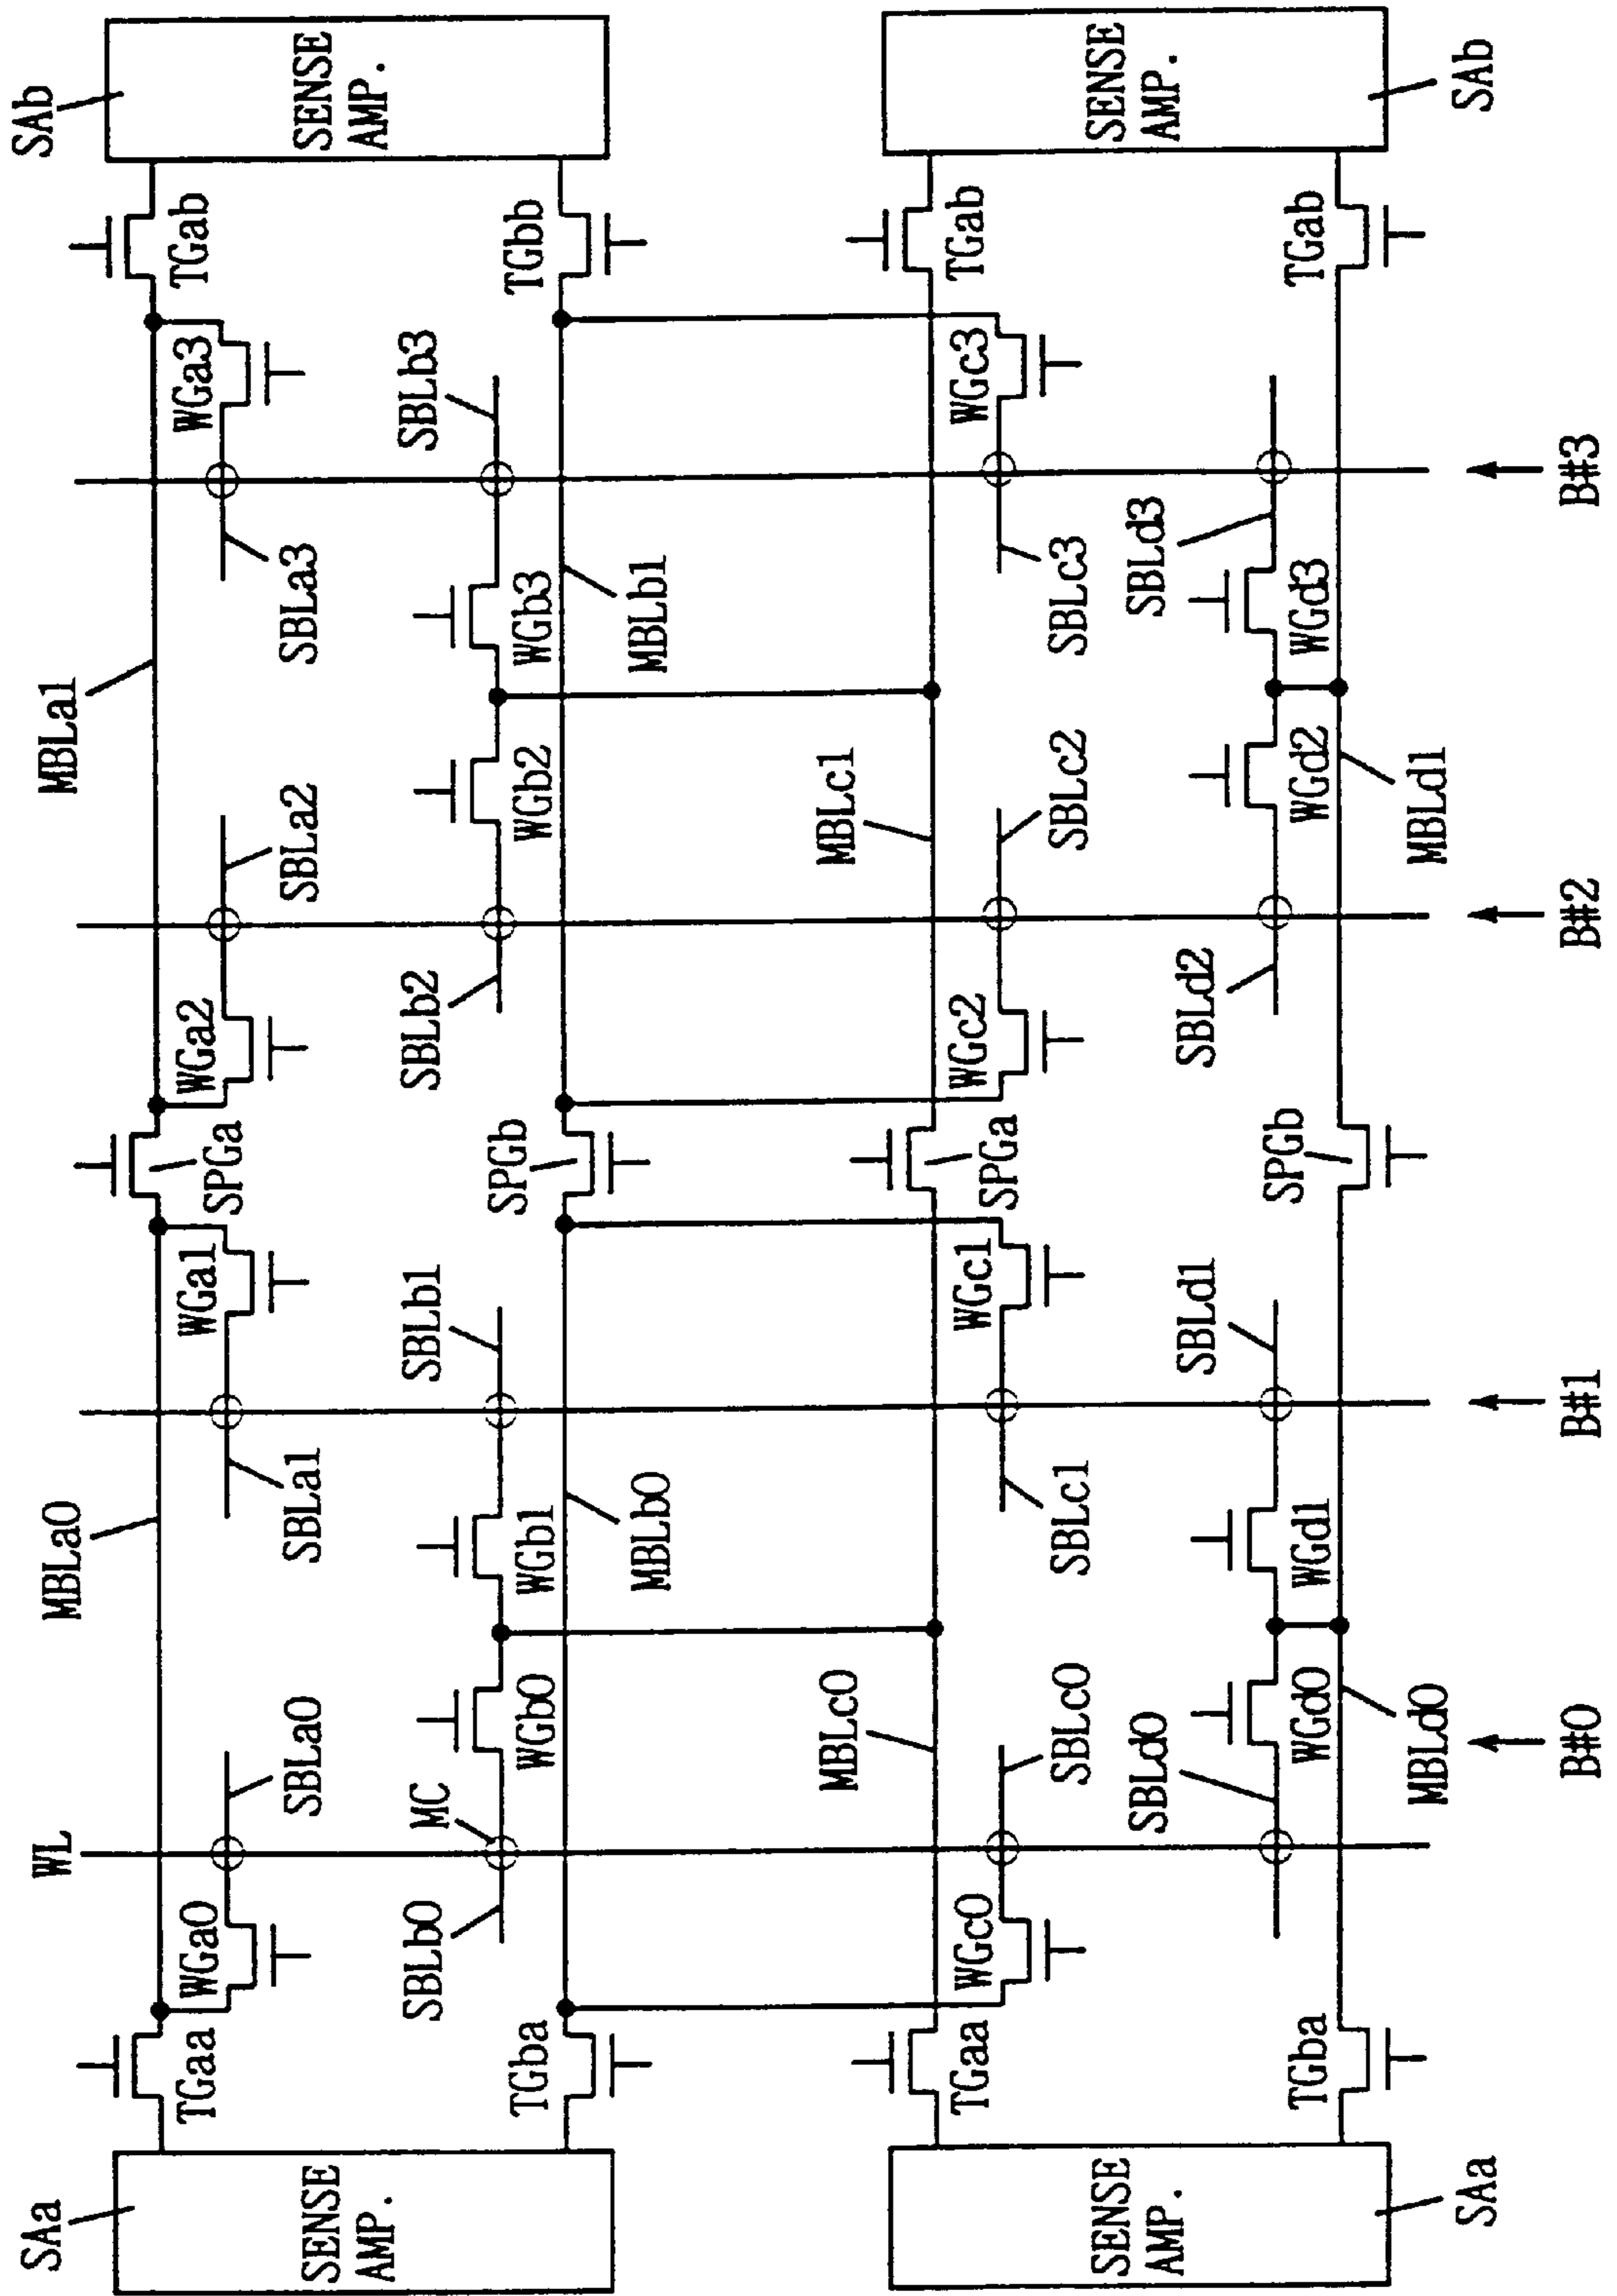 SAa
WL
MBLa0
MBLa1
SAb
TGaa
WGa0
WGa1
SPGa
WGa2
WGa3
TGab
SENSE
AMP.
SBLa0
SBLa1
SBLa2
SBLa3
SENSE
AMP.
SBLb0
MC
SBLb1
SBLb2
SBLb3
TGba
WGb0
WGb1
SPGb
WGb2
WGb3
TGbb
MBLb0
MBLb1
MBLc0
MBLc1
TGaa
WGc0
WGc1
SPGa
WGc2
WGc3
TGab
SENSE
AMP.
SBLc0
SBLc1
SBLc2
SBLc3
SENSE
AMP.
SBLd0
SBLd1
SBLd2
SBLd3
TGba
WGd0
WGd1
SPGb
WGd2
WGd3
TGab
MBLd0
MBLd1
SAa
SAb
B#0
B#1
B#2
B#3